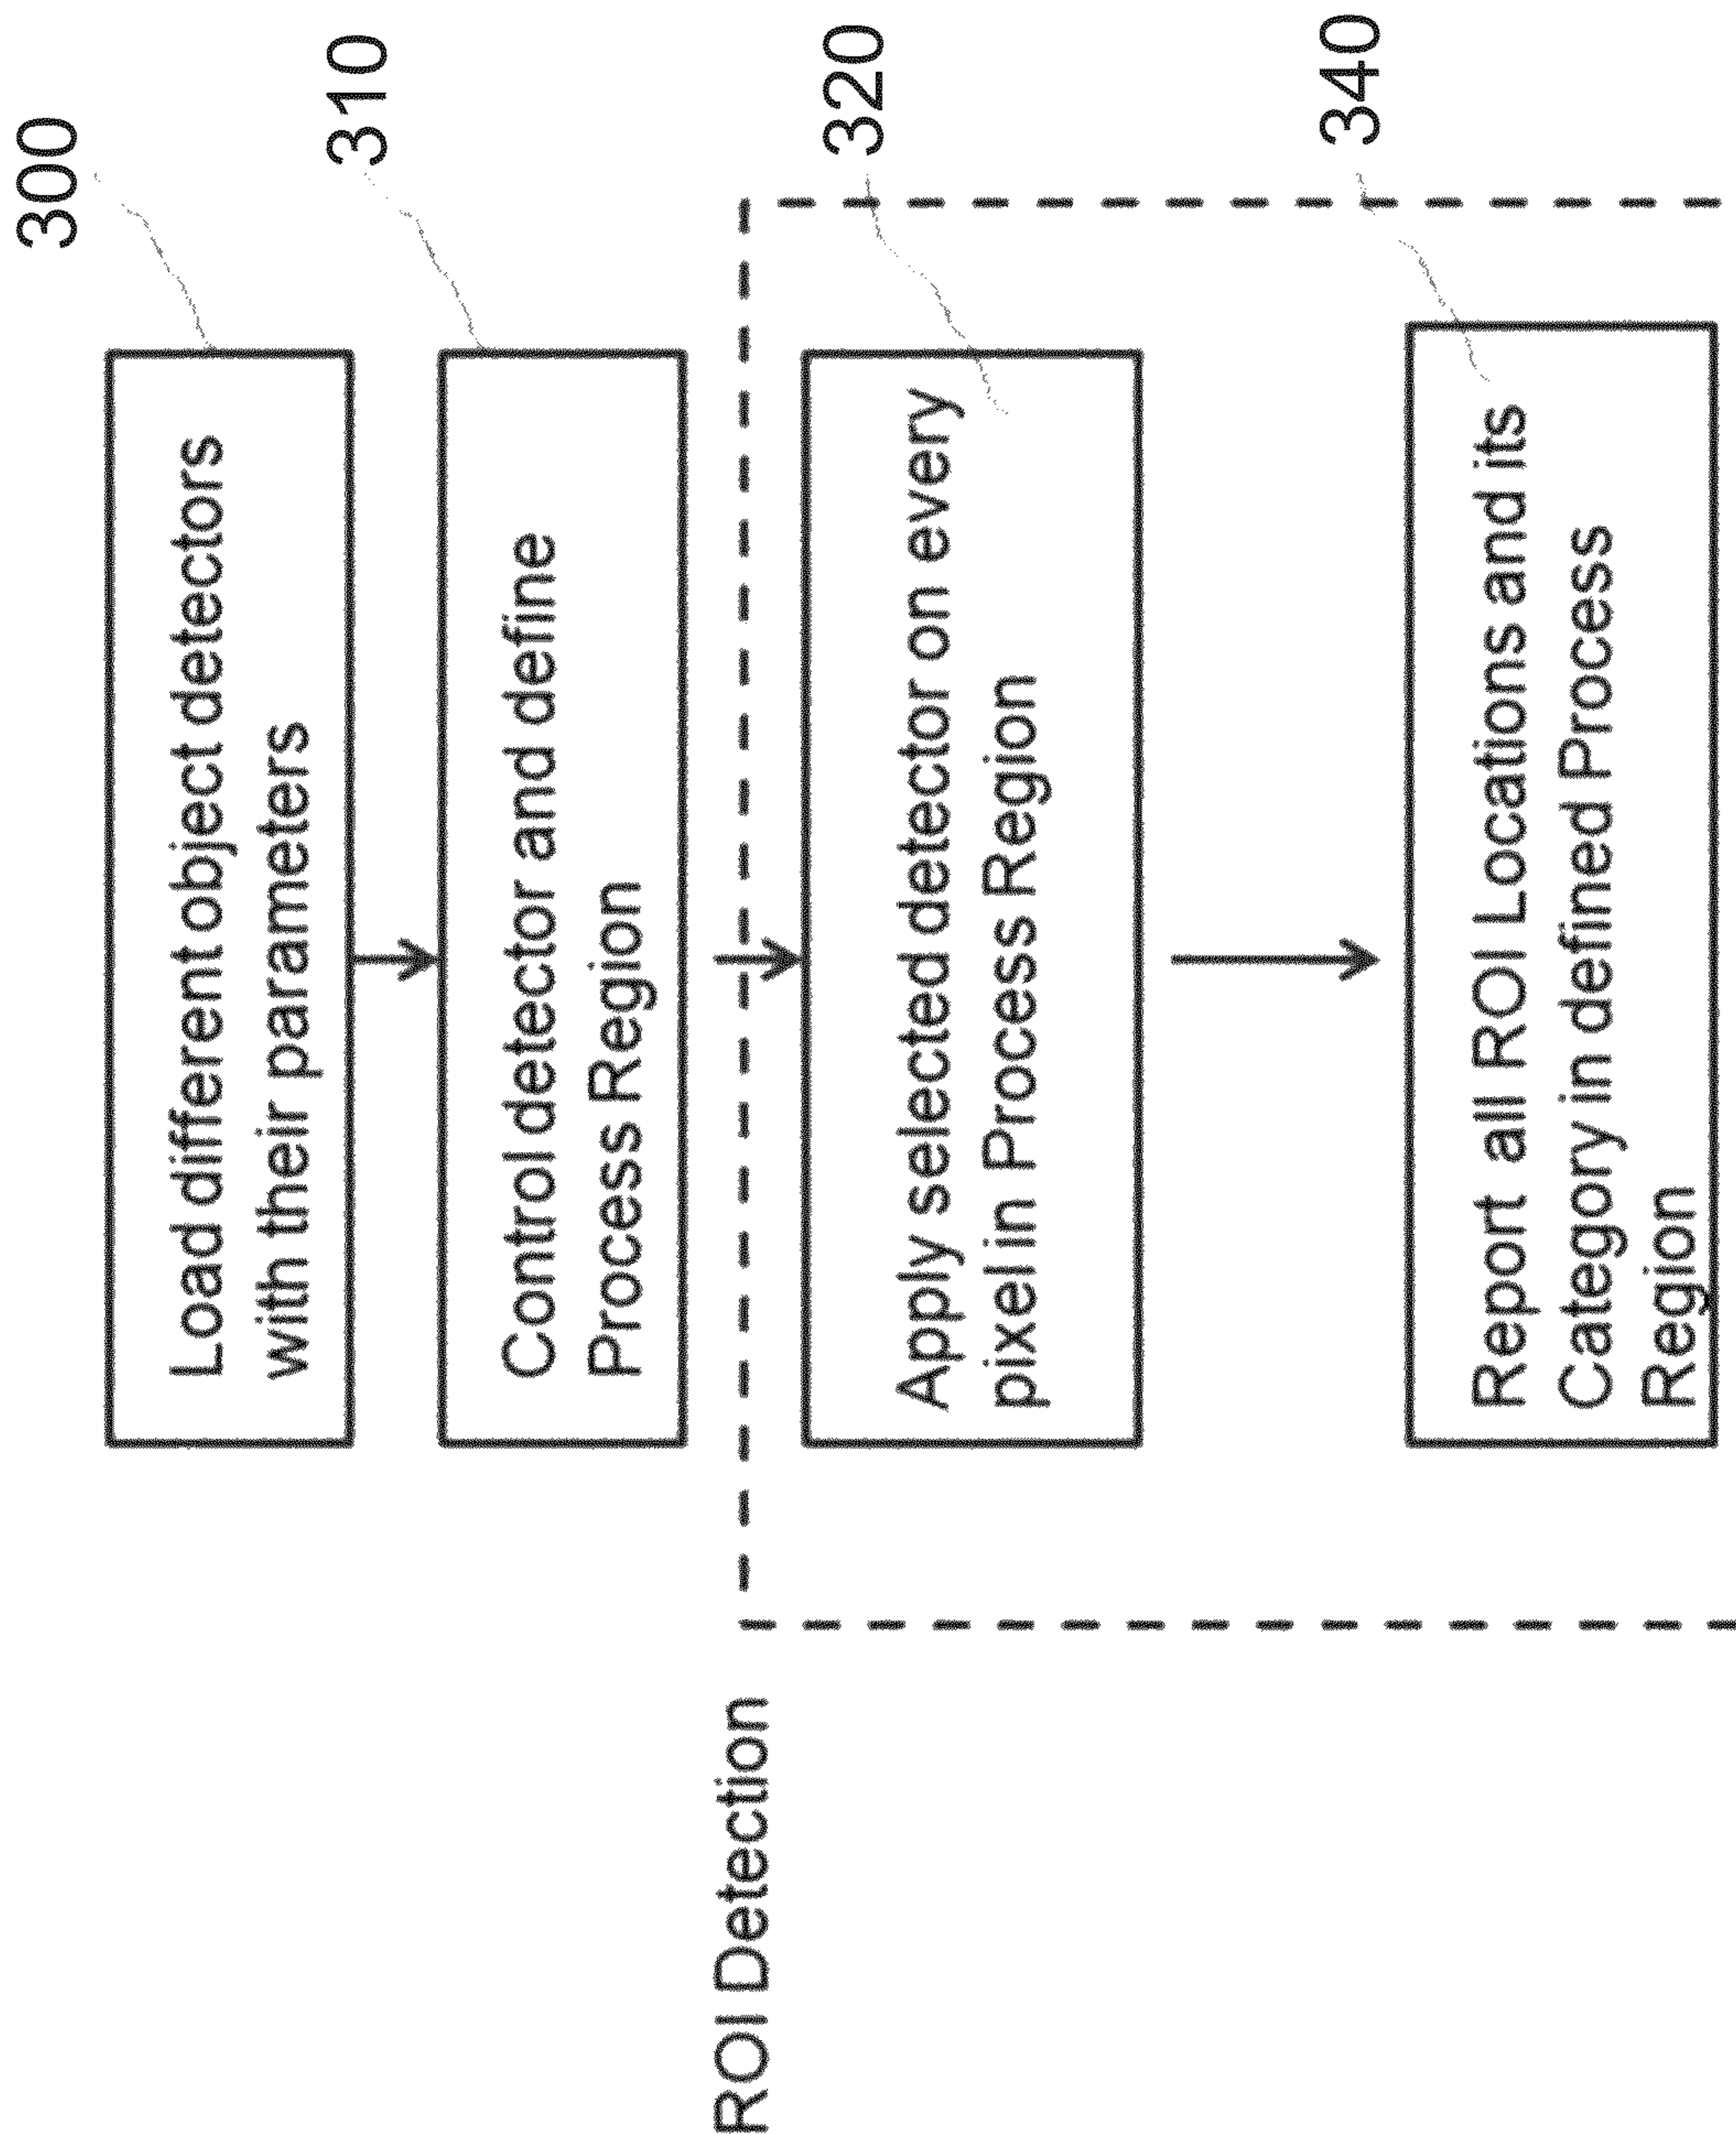 300
Load different object detectors
with their parameters
310
Control detector and define
Process Region
ROI Detection
320
Apply selected detector on every
pixel in Process Region
340
Report all ROI Locations and its
Category in defined Process
Region